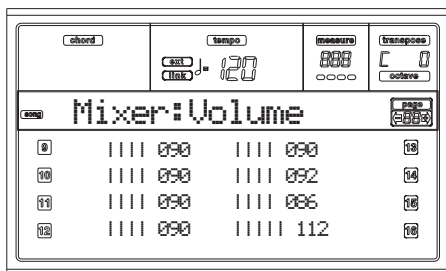 chord tempo measure transpose
ext ♩= 120 888 C 0
link octave
song Mixer:Volume page
88
9 |||| 090 |||| 090 13
10 |||| 090 |||| 092 14
11 |||| 090 |||| 086 15
12 |||| 090 ||||| 112 16